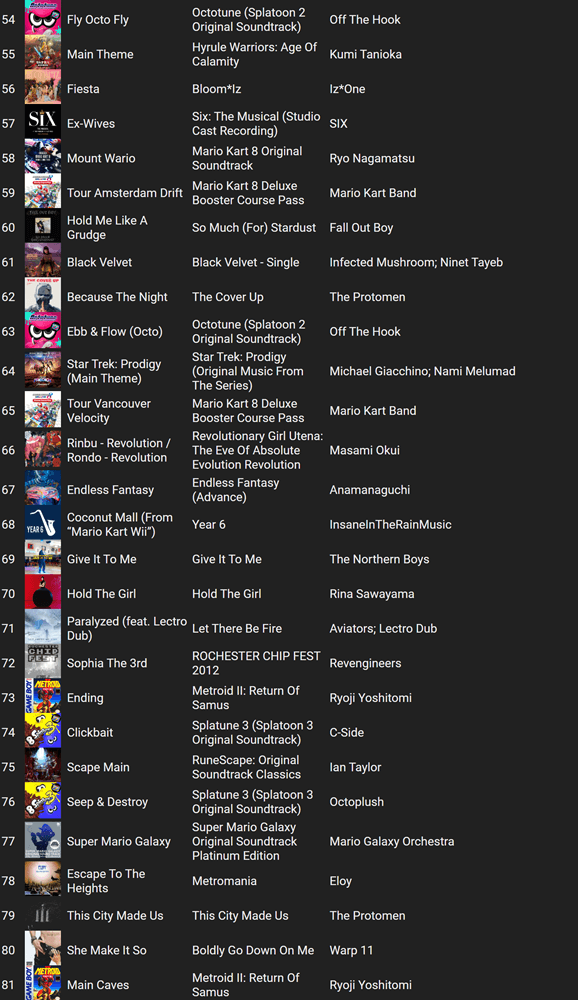 54 Fly Octo Fly Octotune (Splatoon 2 Off The Hook
Original Soundtrack)
55 Main Theme Hyrule Warriors: Age Of Kumi Tanioka
Calamity
56 Fiesta Bloom*Iz Iz*One
57 Ex-Wives Six: The Musical (Studio SIX
Cast Recording)
58 Mount Wario Mario Kart 8 Original Ryo Nagamatsu
Soundtrack
59 Tour Amsterdam Drift Mario Kart 8 Deluxe Mario Kart Band
Booster Course Pass
60 Hold Me Like A So Much (For) Stardust Fall Out Boy
Grudge
61 Black Velvet Black Velvet - Single Infected Mushroom; Ninet Tayeb
62 Because The Night The Cover Up The Protomen
63 Ebb & Flow (Octo) Octotune (Splatoon 2 Off The Hook
Original Soundtrack)
64 Star Trek: Prodigy Star Trek: Prodigy Michael Giacchino; Nami Melumad
(Main Theme) (Original Music From
The Series)
65 Tour Vancouver Mario Kart 8 Deluxe Mario Kart Band
Velocity Booster Course Pass
66 Rinbu - Revolution / Revolutionary Girl Utena: Masami Okui
Rondo - Revolution The Eve Of Absolute
Evolution Revolution
67 Endless Fantasy Endless Fantasy Anamanaguchi
(Advance)
68 YEAR 6 Coconut Mall (From Year 6 InsaneInTheRainMusic
“Mario Kart Wii”)
69 Give It To Me Give It To Me The Northern Boys
70 Hold The Girl Hold The Girl Rina Sawayama
71 Paralyzed (feat. Lectro Let There Be Fire Aviators; Lectro Dub
Dub)
72 CHIP FEST Sophia The 3rd ROCHESTER CHIP FEST Revengineers
2012
73 GAME BOY METROID Ending Metroid II: Return Of Ryoji Yoshitomi
Samus
74 Clickbait Splatune 3 (Splatoon 3 C-Side
Original Soundtrack)
75 Scape Main RuneScape: Original Ian Taylor
Soundtrack Classics
76 Seep & Destroy Splatune 3 (Splatoon 3 Octoplush
Original Soundtrack)
77 Super Mario Galaxy Super Mario Galaxy Mario Galaxy Orchestra
Original Soundtrack
Platinum Edition
78 Escape To The Metromania Eloy
Heights
79 This City Made Us This City Made Us The Protomen
80 She Make It So Boldly Go Down On Me Warp 11
81 GAME BOY METROID Main Caves Metroid II: Return Of Ryoji Yoshitomi
Samus